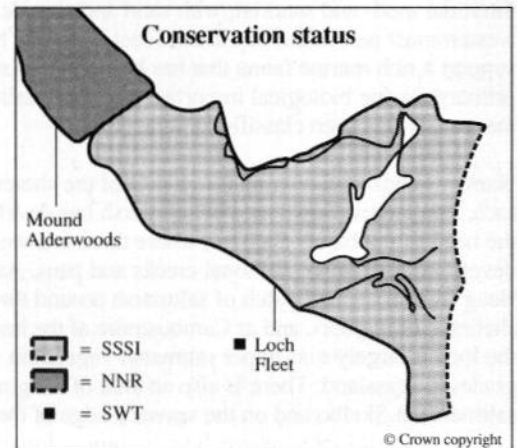 Conservation status
Mound
Alderwoods
= SSSI
= NNR
= SWT
Loch
Fleet
© Crown copyright